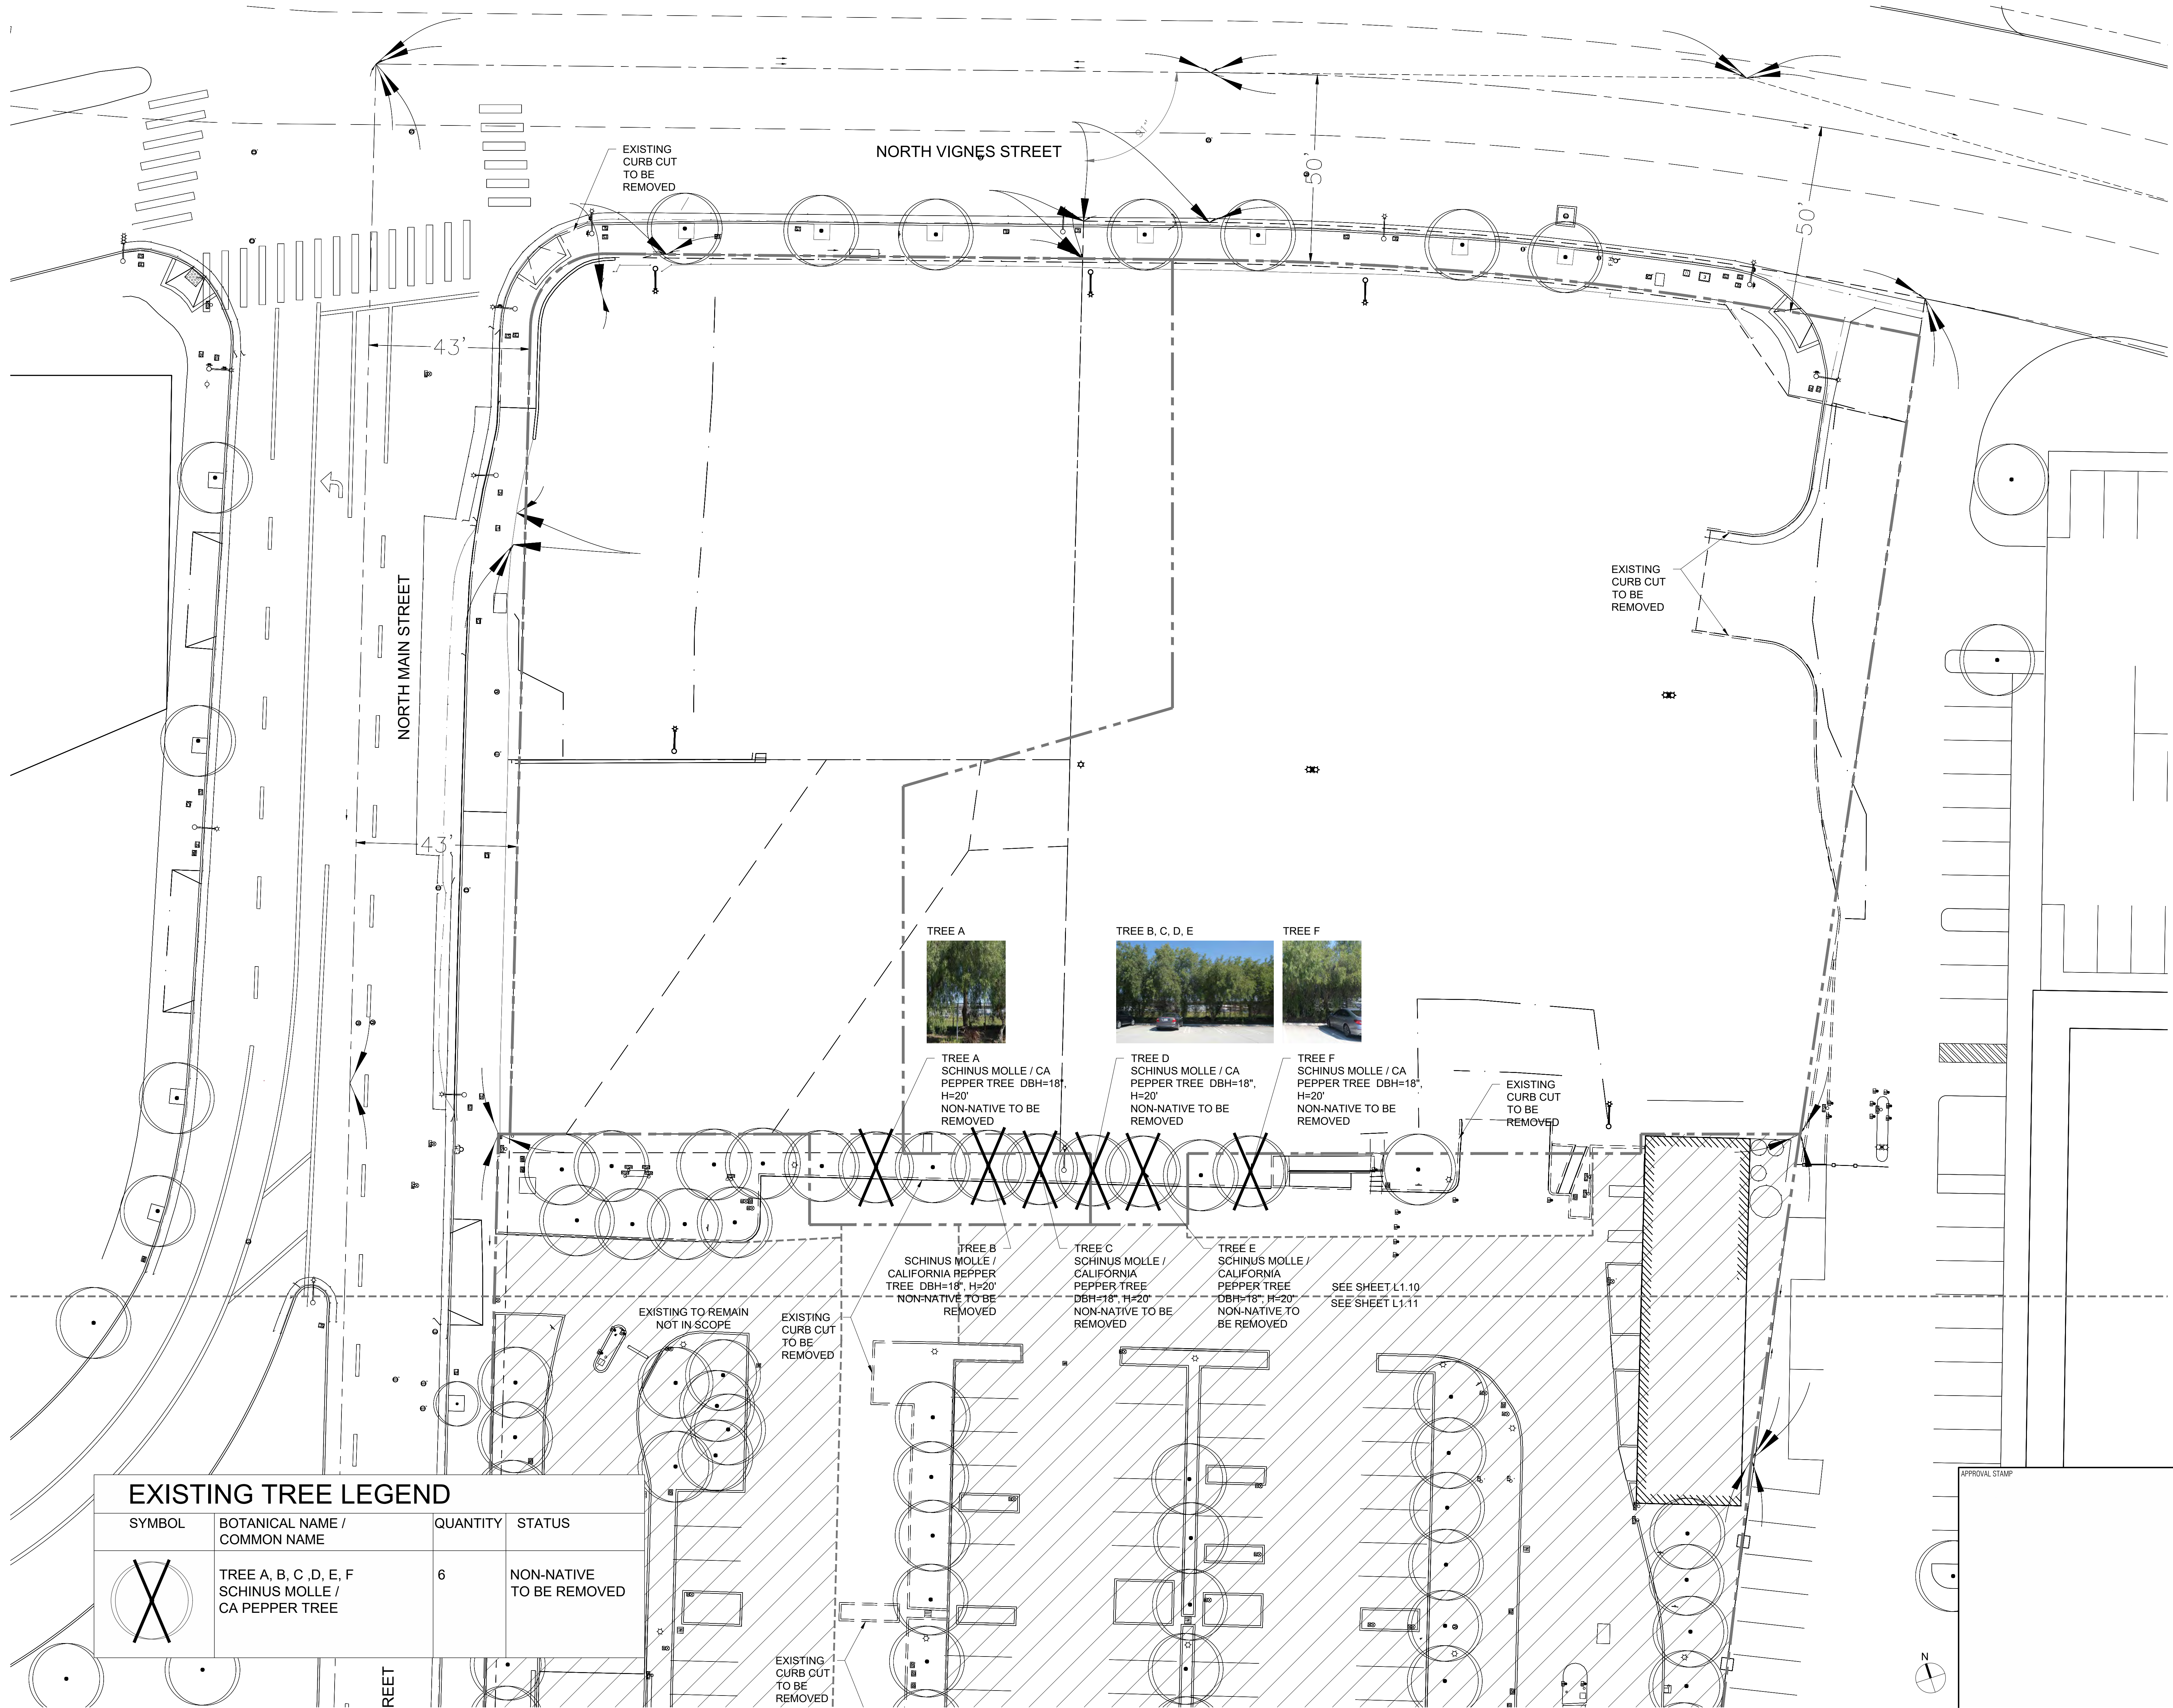 NORTH VIGNES STREET
EXISTING
CURB CUT
TO BE
REMOVED
97°
50'
50'
43'
NORTH MAIN STREET
EXISTING
CURB CUT
TO BE
REMOVED
43'
TREE A
TREE B, C, D, E
TREE F
TREE A
SCHINUS MOLLE / CA
PEPPER TREE DBH=18",
H=20'
NON-NATIVE TO BE
REMOVED
TREE D
SCHINUS MOLLE / CA
PEPPER TREE DBH=18",
H=20'
NON-NATIVE TO BE
REMOVED
TREE F
SCHINUS MOLLE / CA
PEPPER TREE DBH=18",
H=20'
NON-NATIVE TO BE
REMOVED
EXISTING
CURB CUT
TO BE
REMOVED
TREE B
SCHINUS MOLLE /
CALIFORNIA PEPPER
TREE DBH=18", H=20'
NON-NATIVE TO BE
REMOVED
TREE C
SCHINUS MOLLE /
CALIFORNIA
PEPPER TREE
DBH=18", H=20'
NON-NATIVE TO BE
REMOVED
TREE E
SCHINUS MOLLE /
CALIFORNIA
PEPPER TREE
DBH=18", H=20'
NON-NATIVE TO
BE REMOVED
SEE SHEET L1.10
SEE SHEET L1.11
EXISTING TO REMAIN
NOT IN SCOPE
EXISTING
CURB CUT
TO BE
REMOVED
EXISTING TREE LEGEND
SYMBOL
BOTANICAL NAME /
COMMON NAME
QUANTITY
STATUS
TREE A, B, C ,D, E, F
SCHINUS MOLLE /
CA PEPPER TREE
6
NON-NATIVE
TO BE REMOVED
EXISTING
CURB CUT
TO BE
REMOVED
REET
APPROVAL STAMP
N